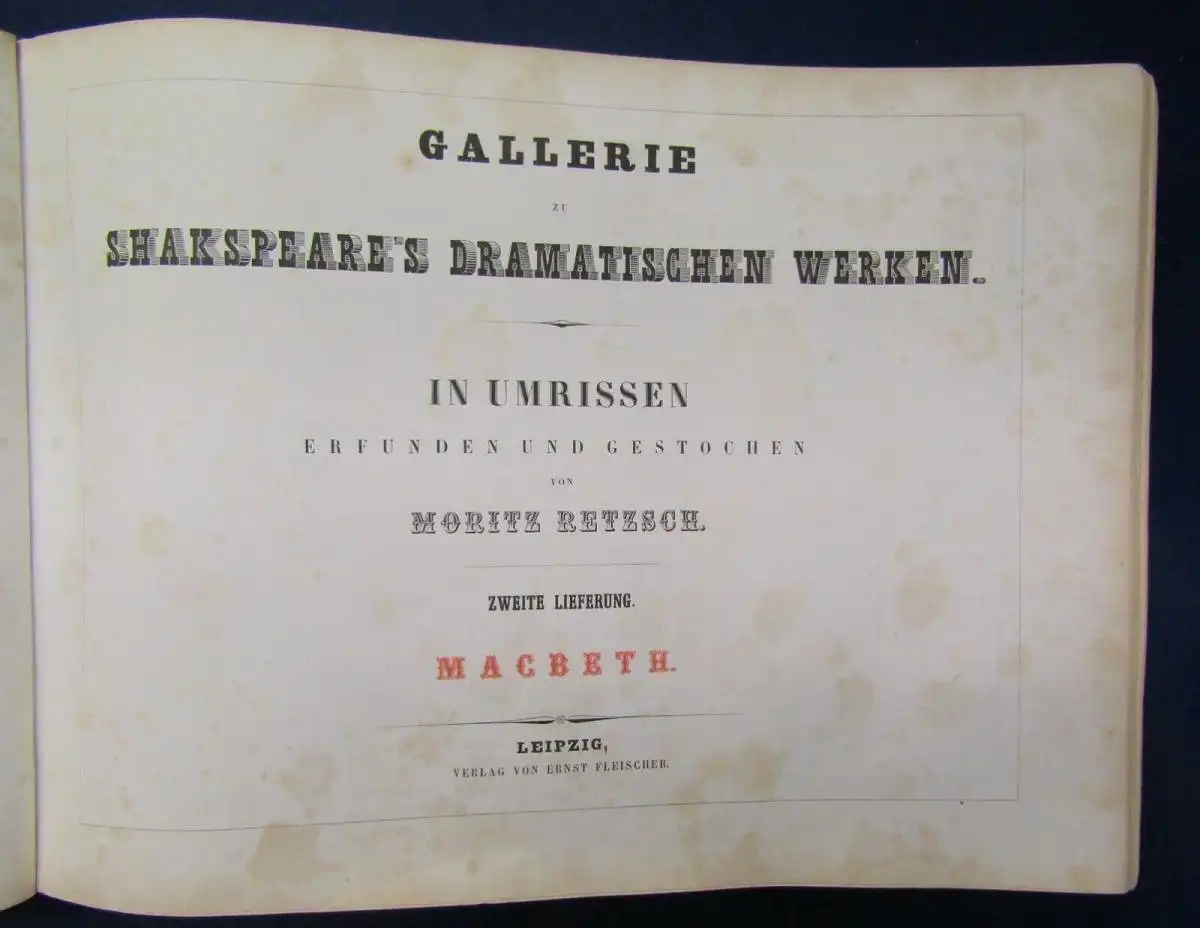 GALLERIE
ZU
SHAKSPEARE'S DRAMATISCHEN WERKEN.
IN UMRISSEN
ERFUNDEN UND GESTOCHEN
VON
MORITZ RETZSCH.
ZWEITE LIEFERUNG.
MACBETH.
LEIPZIG,
VERLAG VON ERNST FLEISCHER.